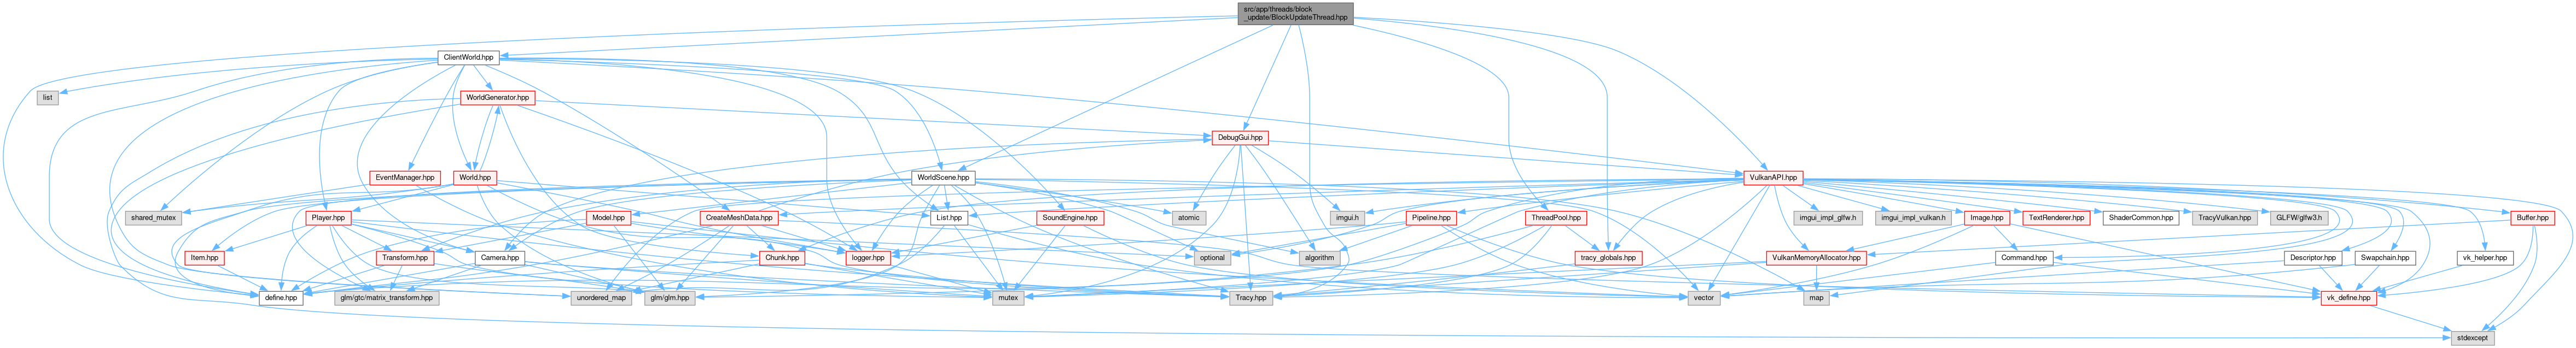 src/app/threads/block
_update/BlockUpdateThread.hpp
ClientWorld.hpp
list
WorldGenerator.hpp
DebugGui.hpp
EventManager.hpp
World.hpp
WorldScene.hpp
VulkanAPI.hpp
shared_mutex
Player.hpp
Model.hpp
CreateMeshData.hpp
List.hpp
SoundEngine.hpp
atomic
imgui.h
Pipeline.hpp
ThreadPool.hpp
imgui_impl_glfw.h
imgui_impl_vulkan.h
Image.hpp
TextRenderer.hpp
ShaderCommon.hpp
TracyVulkan.hpp
GLFW/glfw3.h
Buffer.hpp
Item.hpp
Transform.hpp
Camera.hpp
Chunk.hpp
logger.hpp
optional
algorithm
tracy_globals.hpp
VulkanMemoryAllocator.hpp
Command.hpp
Descriptor.hpp
Swapchain.hpp
vk_helper.hpp
define.hpp
glm/gtc/matrix_transform.hpp
unordered_map
glm/glm.hpp
mutex
Tracy.hpp
vector
map
vk_define.hpp
stdexcept